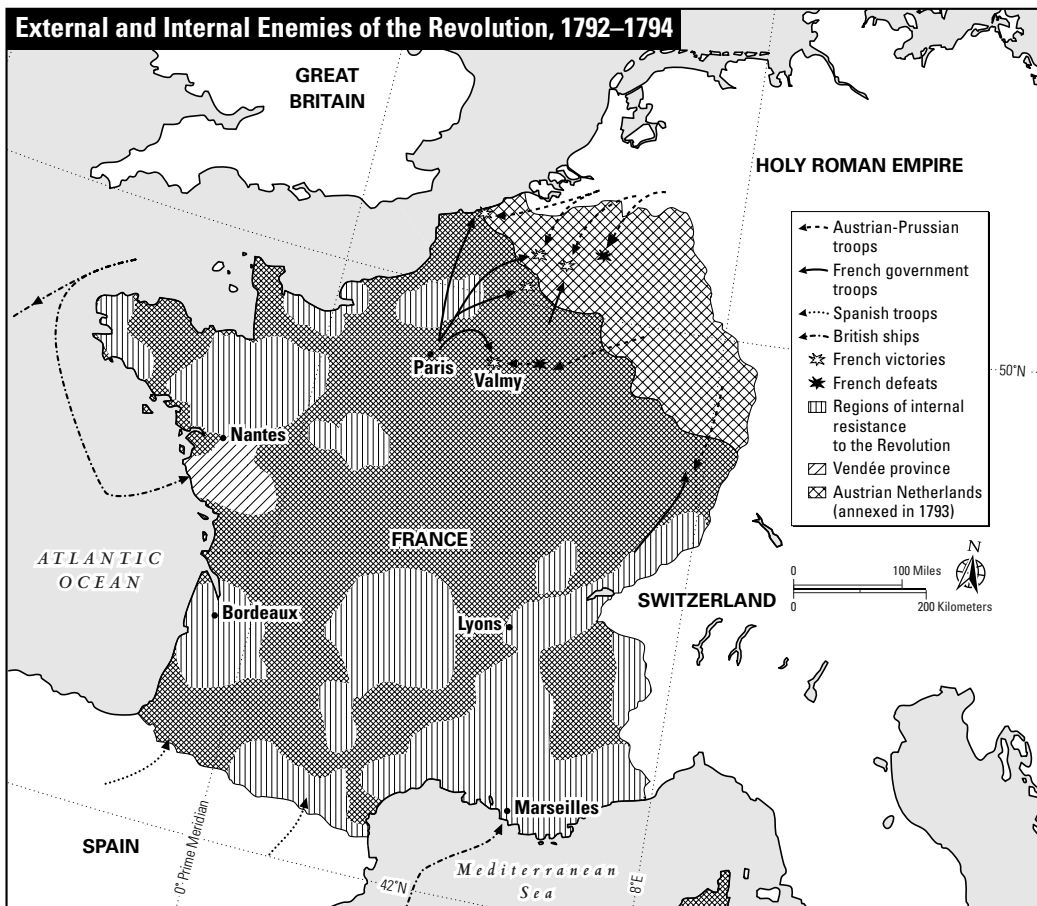 External and Internal Enemies of the Revolution, 1792–1794
GREAT
BRITAIN
HOLY ROMAN EMPIRE
Austrian-Prussian
troops
French government
troops
Spanish troops
British ships
French victories
French defeats
Regions of internal
resistance
to the Revolution
Vendée province
Austrian Netherlands
(annexed in 1793)
50°N
Paris
Valmy
Nantes
FRANCE
ATLANTIC
OCEAN
N
0 100 Miles
0 200 Kilometers
SWITZERLAND
Bordeaux
Lyons
Marseilles
SPAIN
0° Prime Meridian
42°N
Mediterranean
Sea
8°E